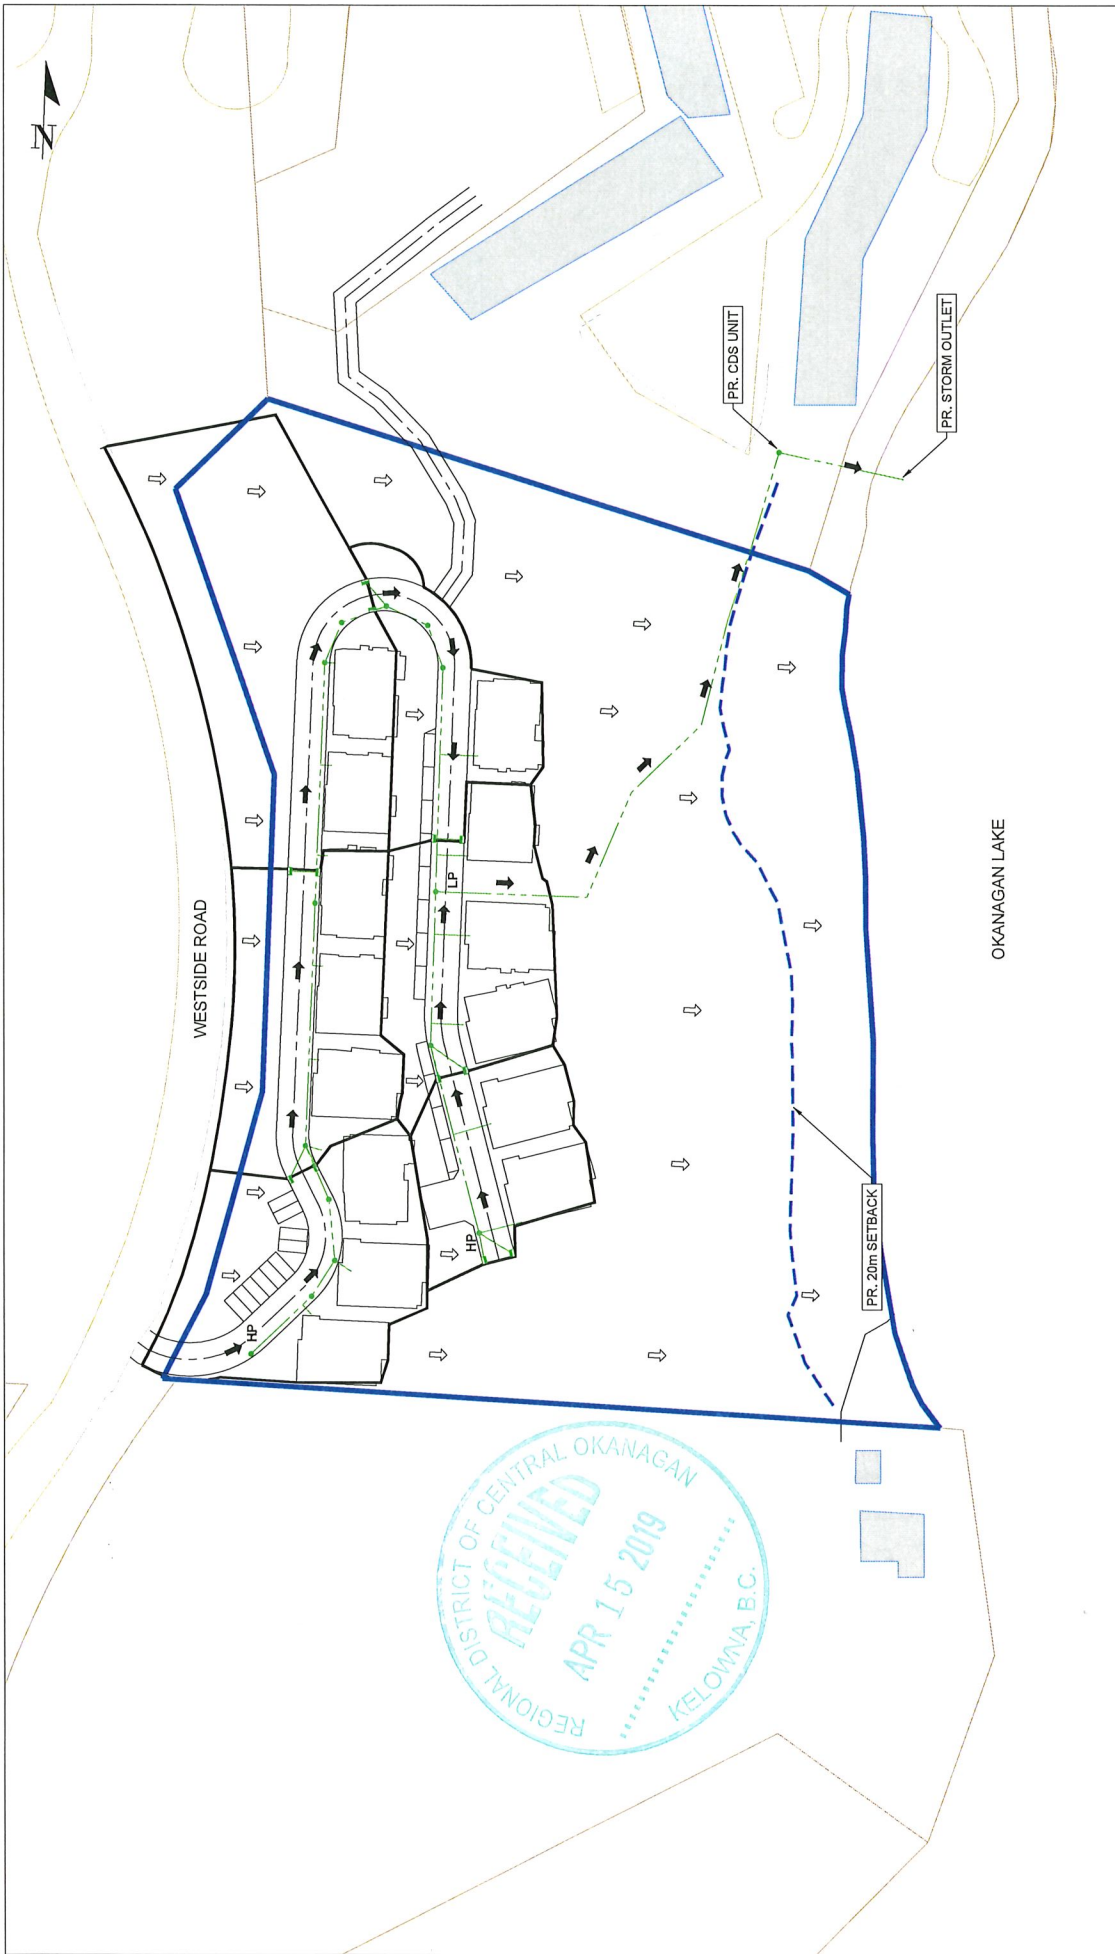 N
WESTSIDE ROAD
PR. CDS UNIT
PR. STORM OUTLET
LP
HP
HP
PR. 20m SETBACK
OKANAGAN LAKE
REGIONAL DISTRICT OF CENTRAL OKANAGAN
RECEIVED
APR 15 2019
KELOWNA, B.C.